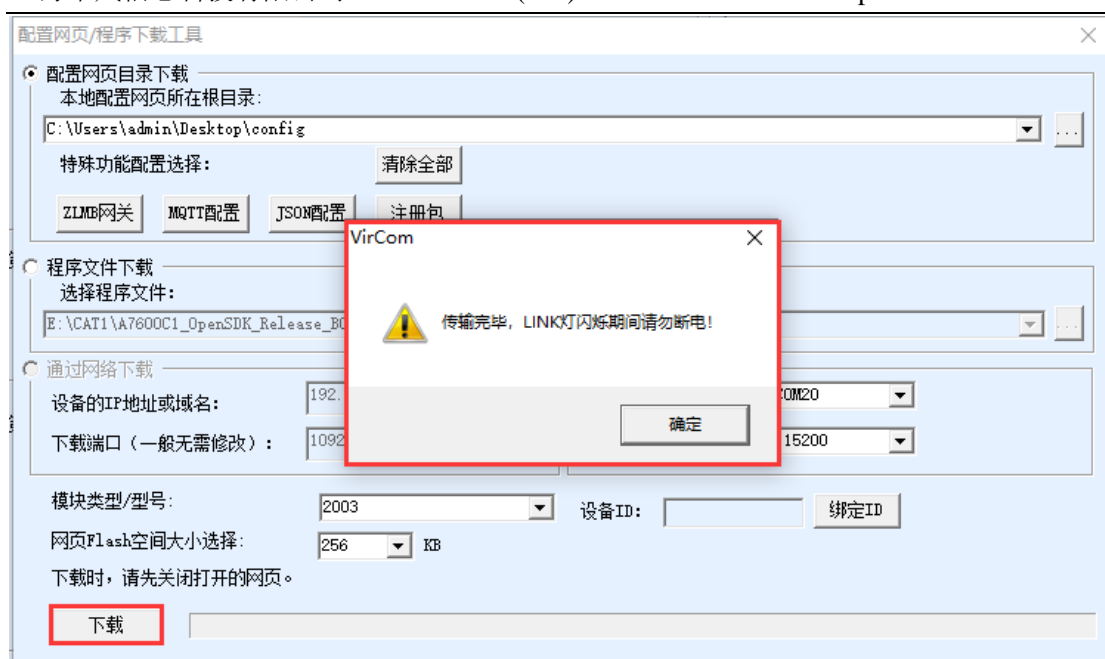 配置网页/程序下载工具
配置网页目录下载
本地配置网页所在根目录:
C:\Users\admin\Desktop\config
...
特殊功能配置选择:
清除全部
ZLMB网关 MQTT配置 JSON配置 注册包
VirCom
程序文件下载
选择程序文件:
E:\CAT1\A7600C1_OpenSDK_Release_
...
传输完毕，LINK灯闪烁期间请勿断电!
通过网络下载
设备的IP地址或域名:
192.
COM20
确定
下载端口（一般无需修改）:
1092
15200
模块类型/型号:
2003
设备ID:
绑定ID
网页Flash空间大小选择:
256 KB
下载时，请先关闭打开的网页。
下载